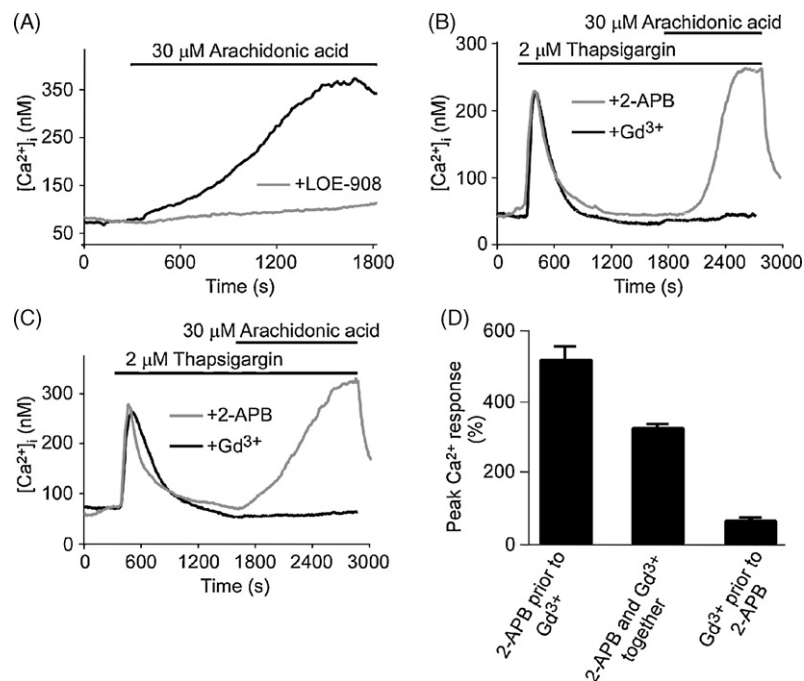 (A)
30 μM Arachidonic acid
350
250
150
50
[Ca²⁺]ᵢ (nM)
+LOE-908
0 600 1200 1800
Time (s)
(B)
30 μM Arachidonic acid
2 μM Thapsigargin
300
200
100
0
[Ca²⁺]ᵢ (nM)
+2-APB
+Gd³⁺
0 600 1200 1800 2400 3000
Time (s)
(C)
30 μM Arachidonic acid
2 μM Thapsigargin
300
200
100
0
[Ca²⁺]ᵢ (nM)
+2-APB
+Gd³⁺
0 600 1200 1800 2400 3000
Time (s)
(D)
600
400
200
0
Peak Ca²⁺ response
(%)
2-APB prior to
Gd³⁺
2-APB and Gd³⁺
together
Gd³⁺ prior to
2-APB